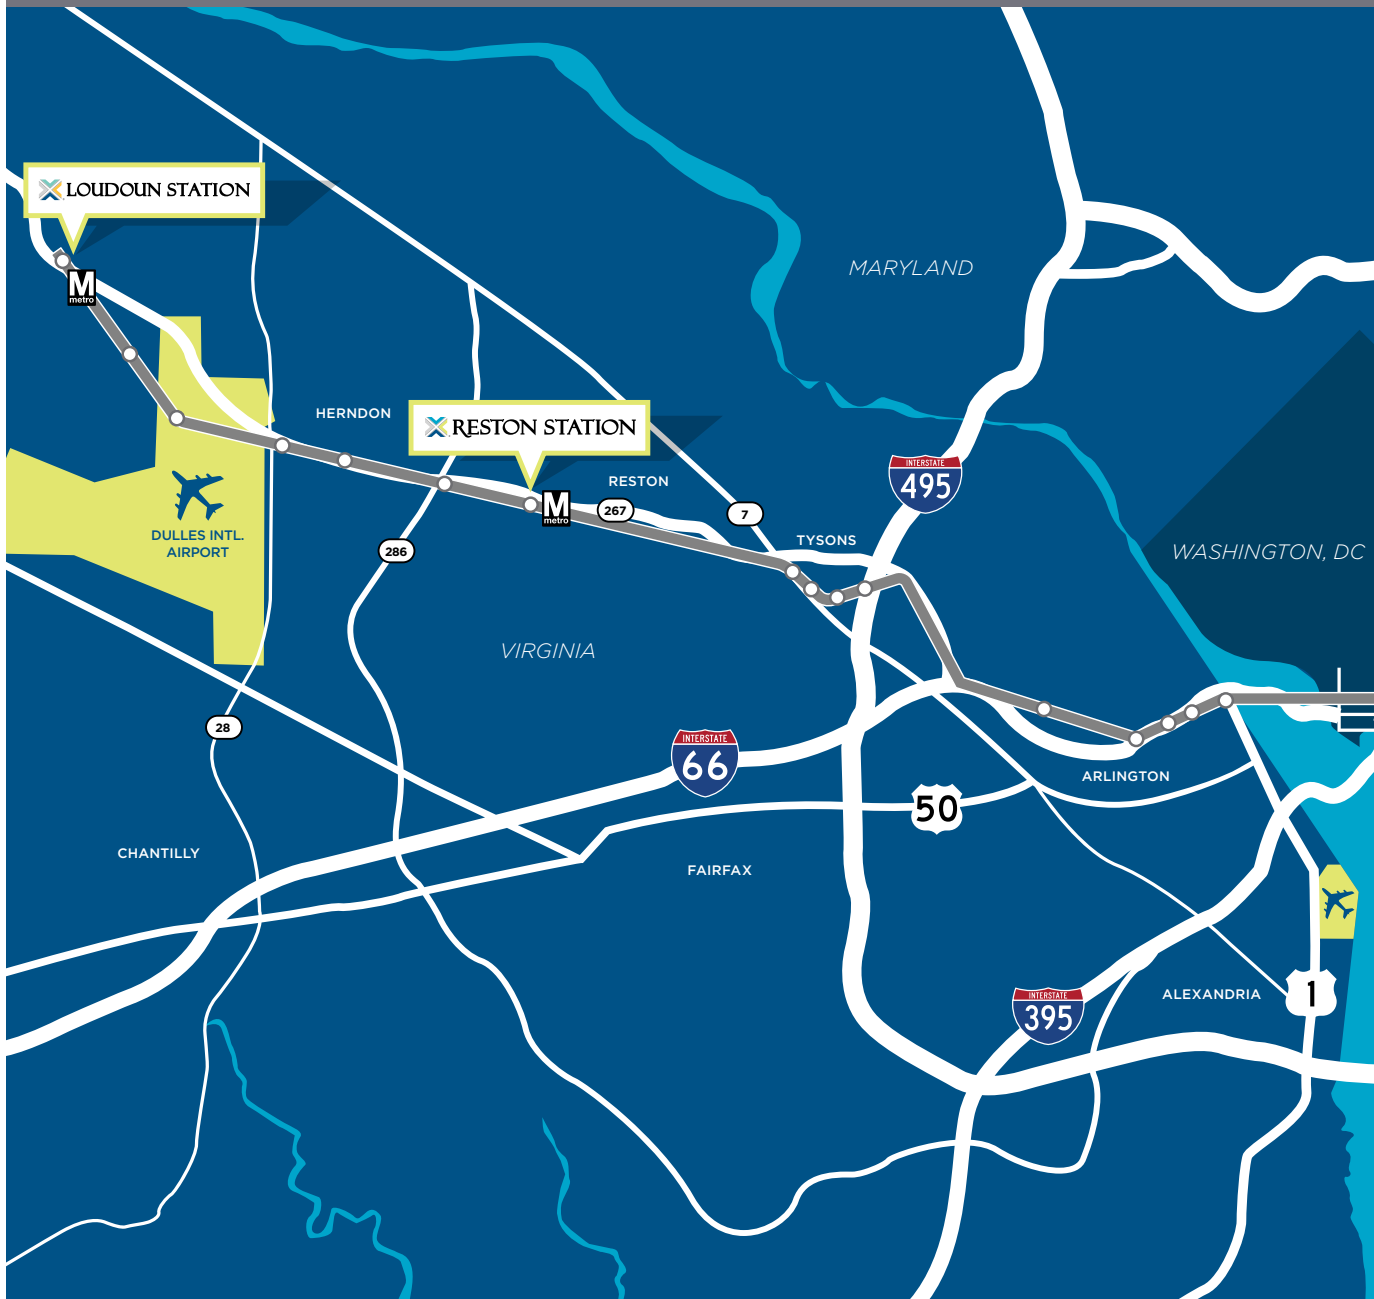 LOUDOUN STATION
M
metro
MARYLAND
HERNDON
RESTON STATION
RESTON
INTERSTATE
495
M
metro
267
7
DULLES INTL.
AIRPORT
286
TYSONS
WASHINGTON, DC
VIRGINIA
28
INTERSTATE
66
ARLINGTON
50
CHANTILLY
FAIRFAX
INTERSTATE
395
ALEXANDRIA
1